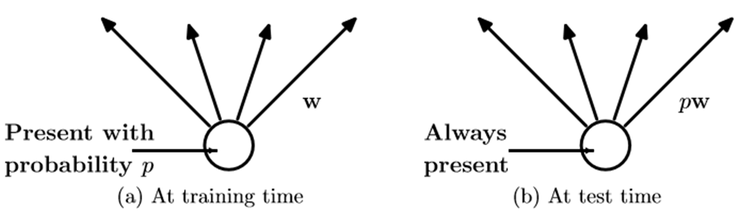 w
Present with
probability p
(a) At training time
pw
Always
present
(b) At test time